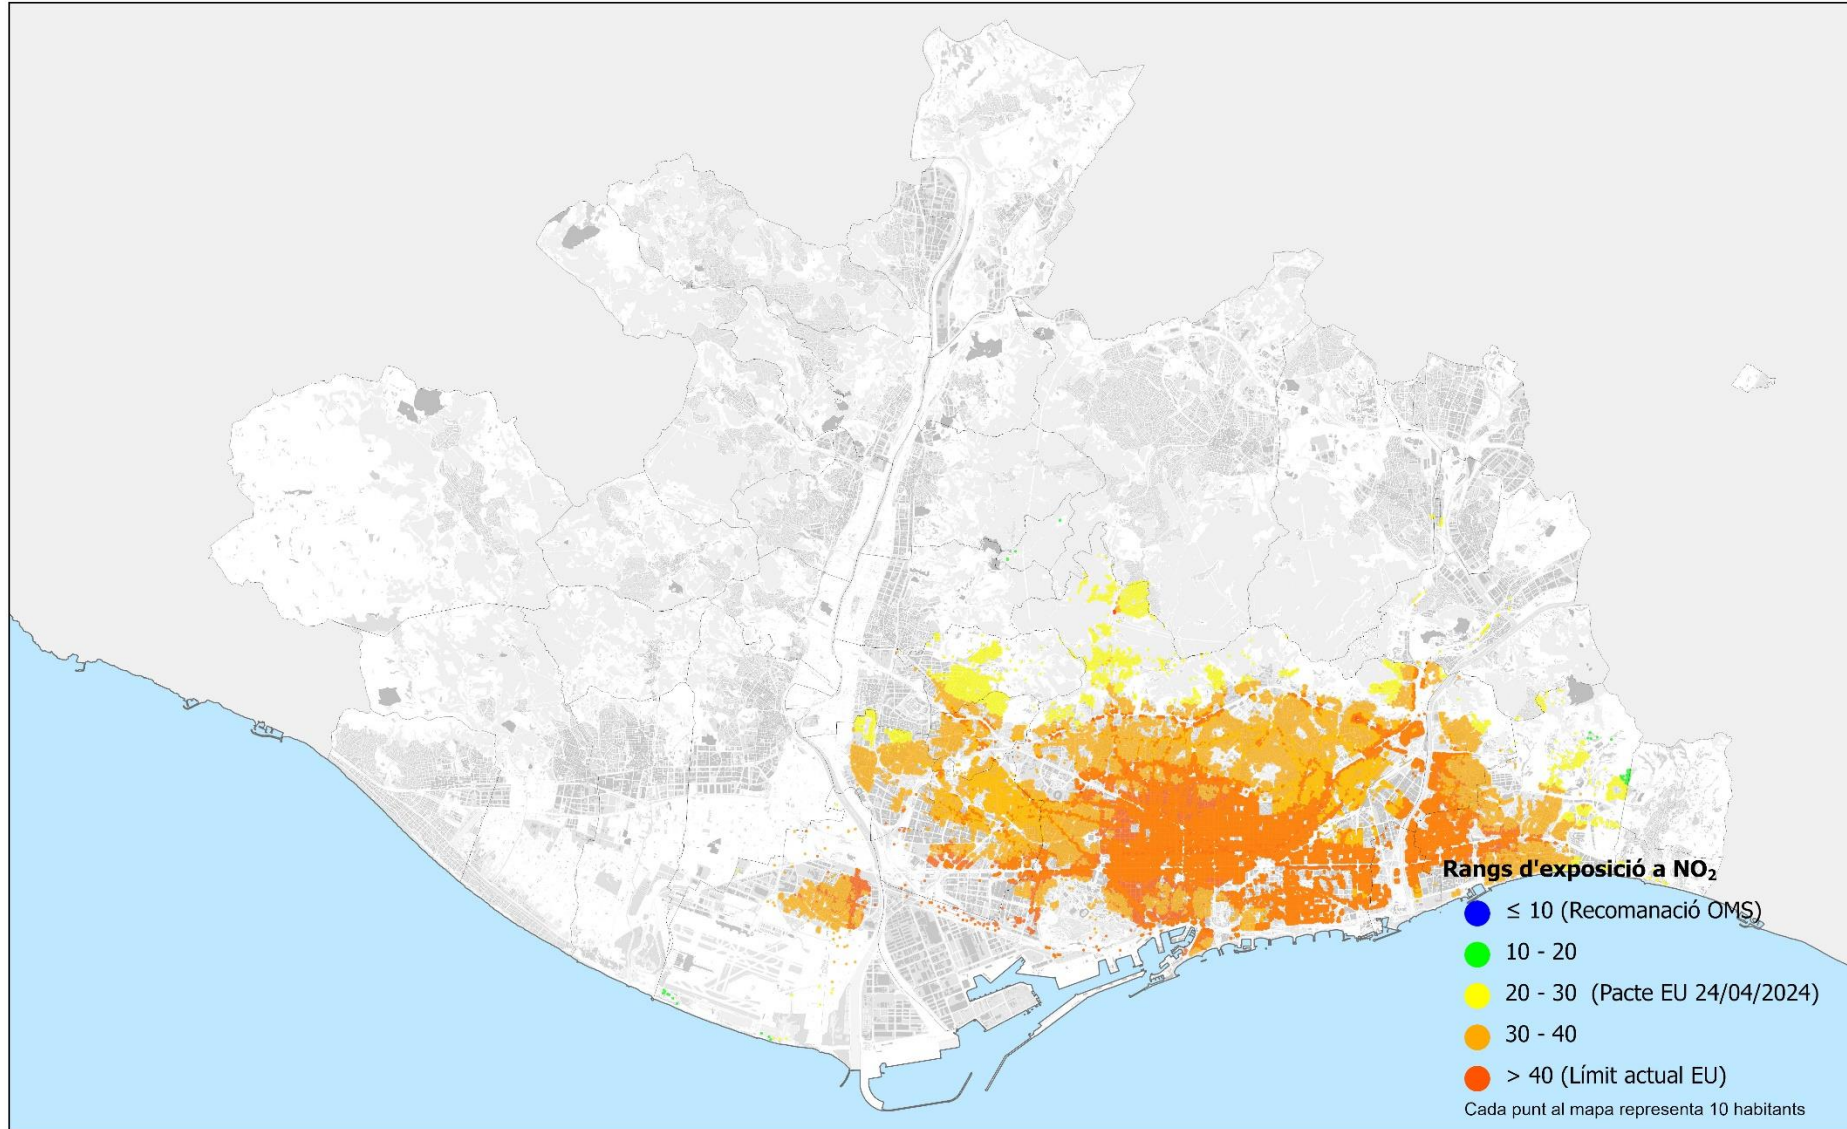 Rangs d'exposició a NO₂
≤ 10 (Recomanació OMS)
10 - 20
20 - 30 (Pacte EU 24/04/2024)
30 - 40
> 40 (Límit actual EU)
Cada punt al mapa representa 10 habitants